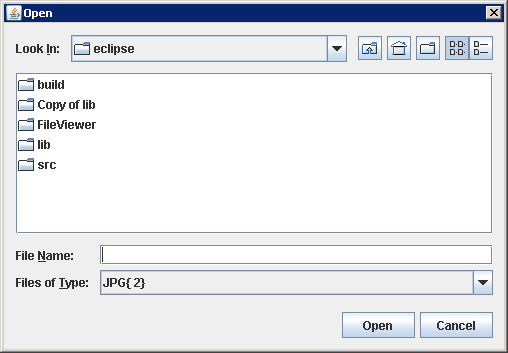 Open
Look In: eclipse
build
Copy of lib
FileViewer
lib
src
File Name:
Files of Type: JPG{ 2}
Open Cancel